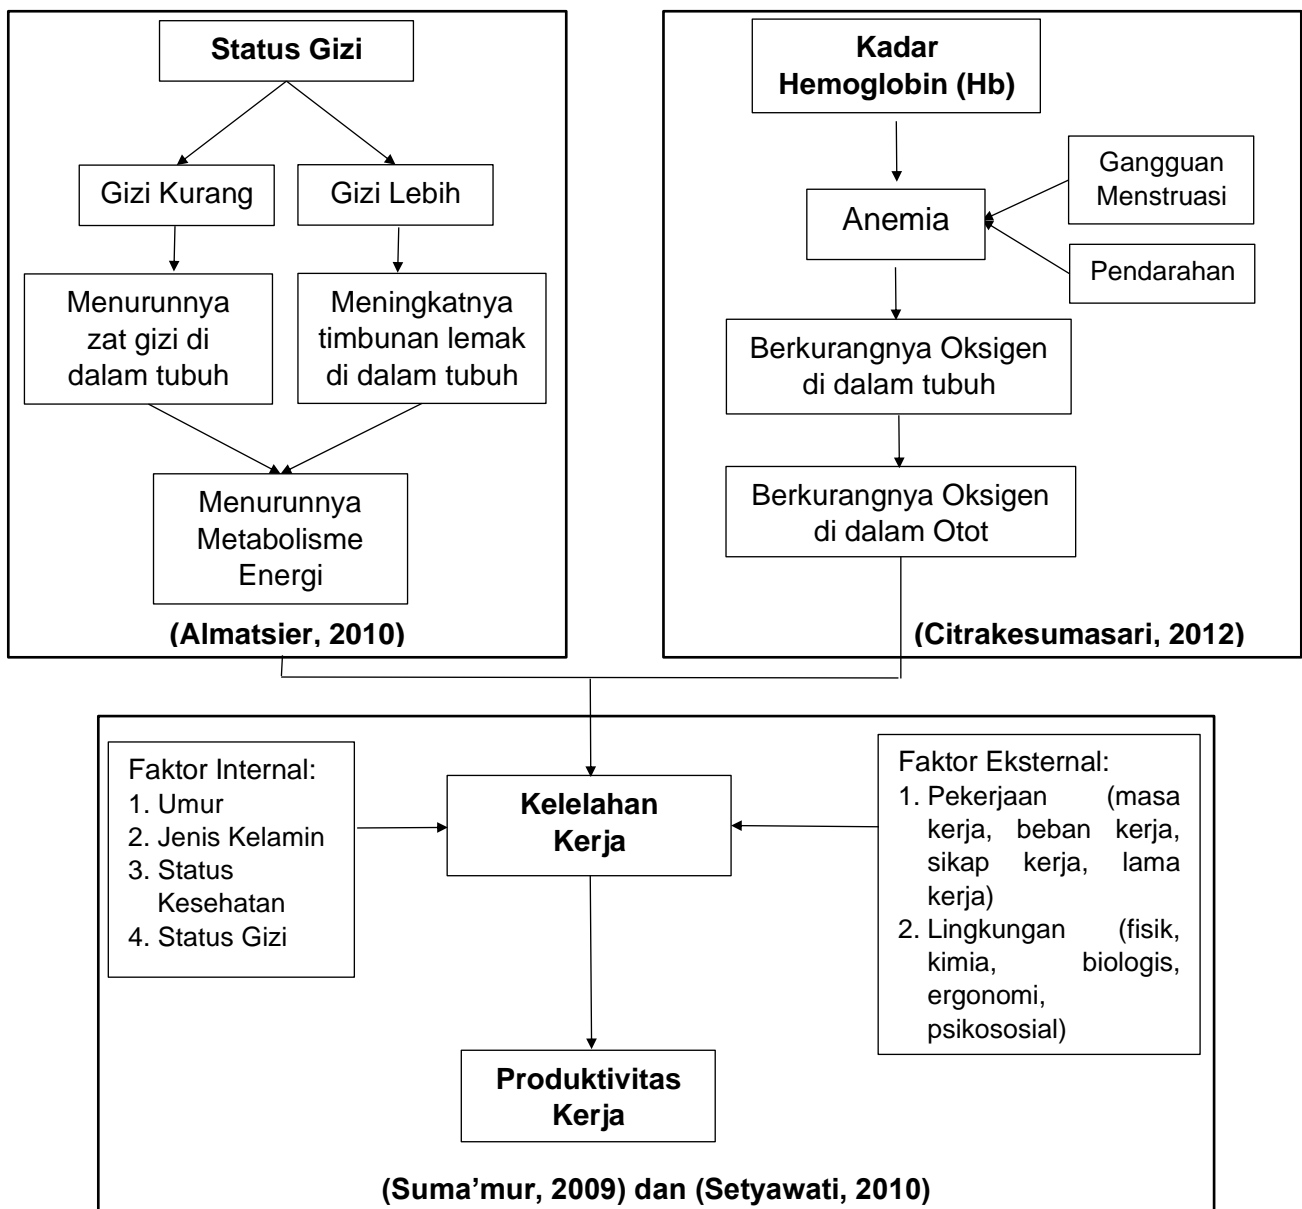 Status Gizi
Gizi Kurang
Gizi Lebih
Menurunnya
zat gizi di
dalam tubuh
Meningkatnya
timbunan lemak
di dalam tubuh
Menurunnya
Metabolisme
Energi
(Almatsier, 2010)
Kadar
Hemoglobin (Hb)
Gangguan
Menstruasi
Anemia
Pendarahan
Berkurangnya Oksigen
di dalam tubuh
Berkurangnya Oksigen
di dalam Otot
(Citrakesumasari, 2012)
Faktor Internal:
1. Umur
2. Jenis Kelamin
3. Status
Kesehatan
4. Status Gizi
Kelelahan
Kerja
Faktor Eksternal:
1. Pekerjaan (masa
kerja, beban kerja,
sikap kerja, lama
kerja)
2. Lingkungan (fisik,
kimia, biologis,
ergonomi,
psikososial)
Produktivitas
Kerja
(Suma’mur, 2009) dan (Setyawati, 2010)